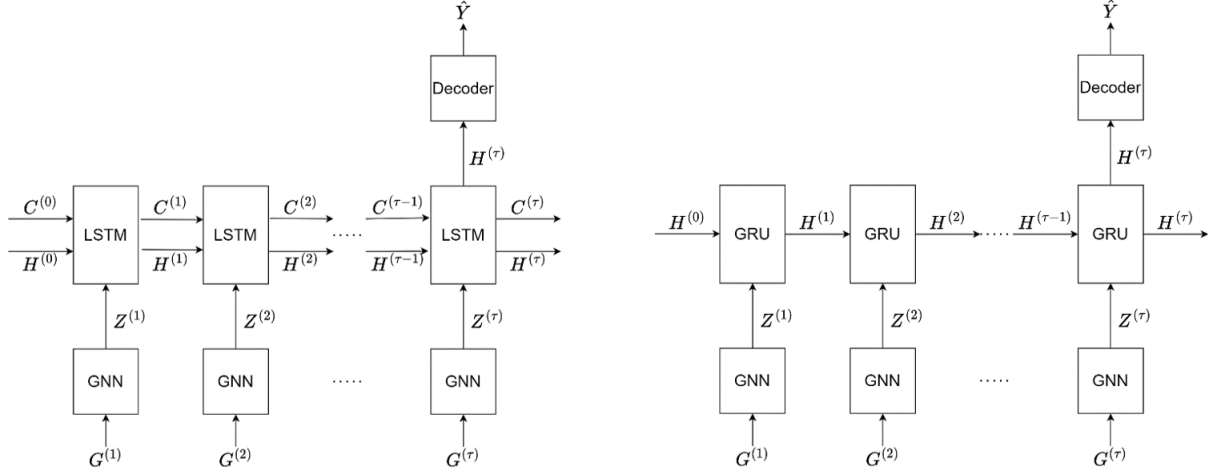 Ŷ
Decoder
H^(τ)
C^(0) C^(1) C^(2) C^(τ−1) C^(τ)
LSTM LSTM ..... LSTM
H^(0) H^(1) H^(2) H^(τ−1) H^(τ)
Z^(1) Z^(2) Z^(τ)
GNN GNN ..... GNN
G^(1) G^(2) G^(τ)
Ŷ
Decoder
H^(τ)
H^(0) H^(1) H^(2) H^(τ−1) H^(τ)
GRU GRU ..... GRU
Z^(1) Z^(2) Z^(τ)
GNN GNN ..... GNN
G^(1) G^(2) G^(τ)